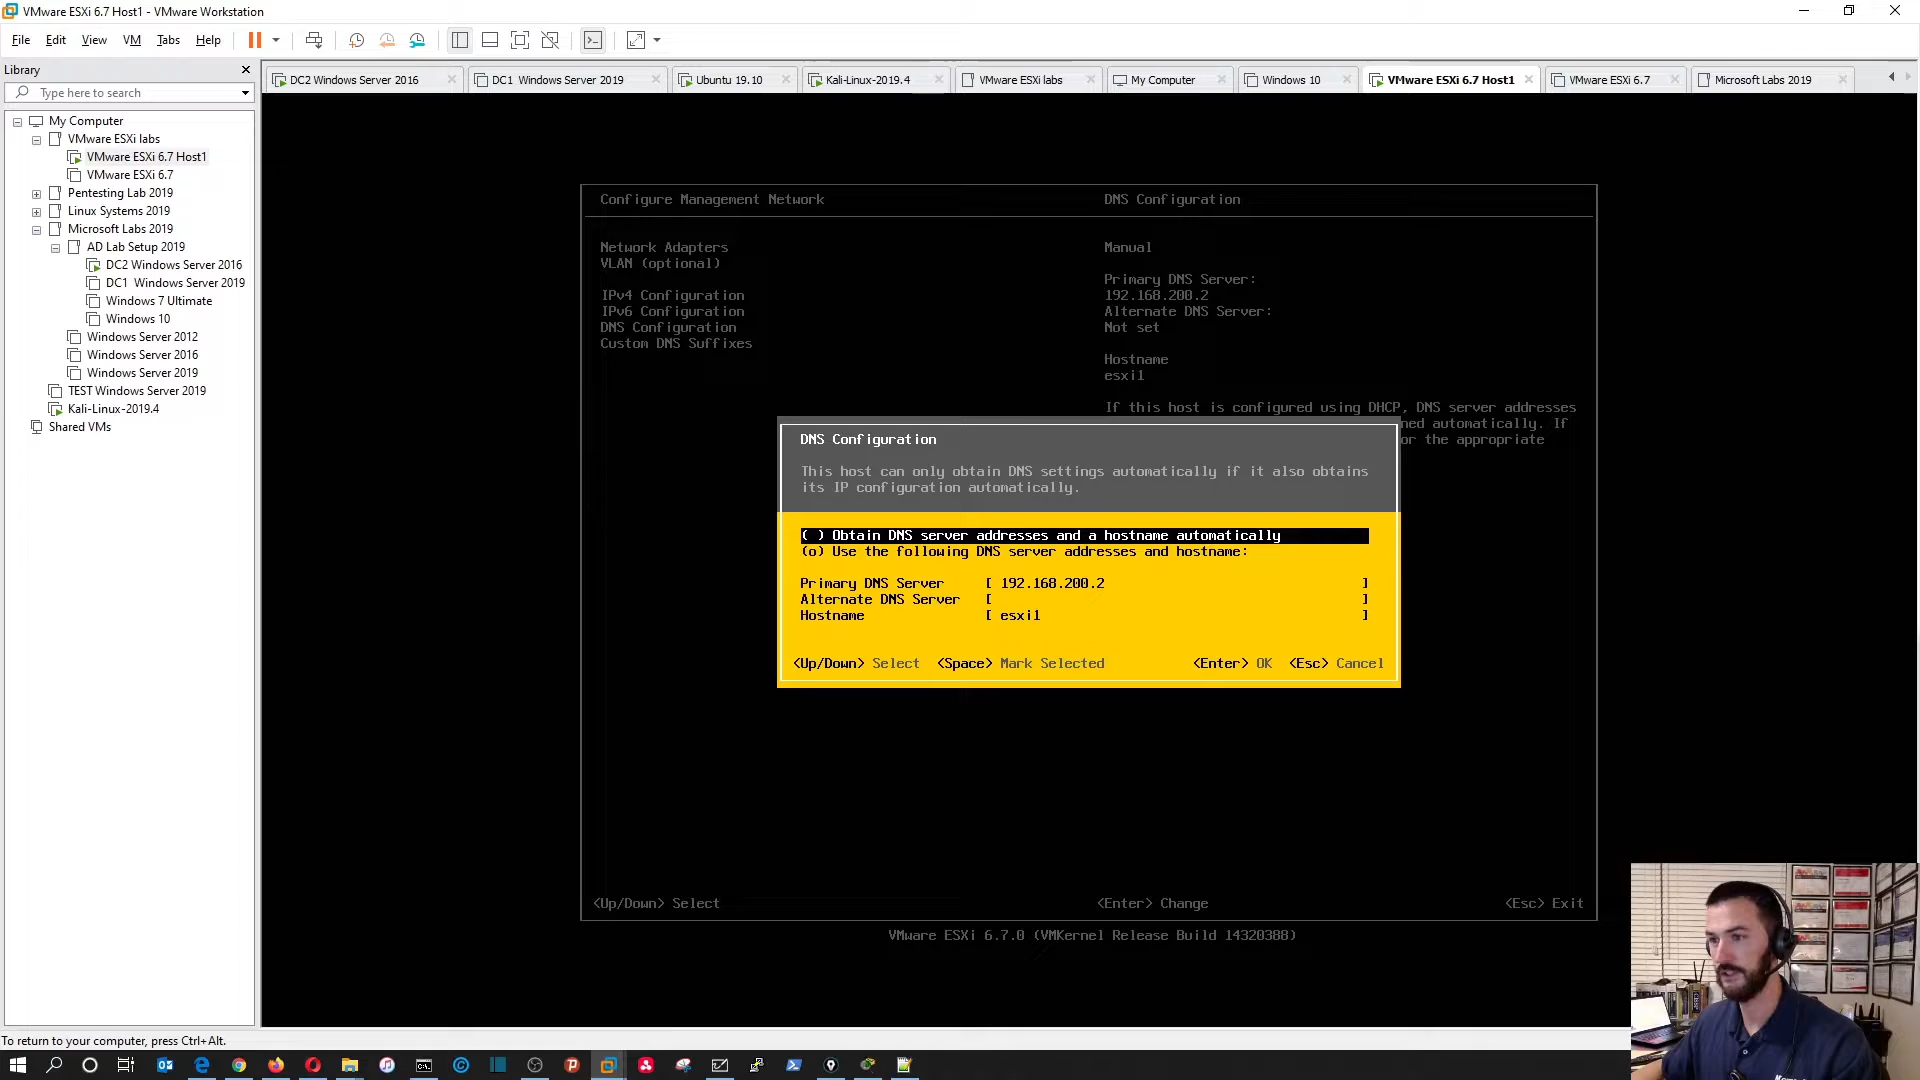 VMware ESXi 6.7 Host1 - VMware Workstation
File Edit View VM Tabs Help
Library
Type here to search
My Computer
VMware ESXi labs
VMware ESXi 6.7 Host1
VMware ESXi 6.7
Pentesting Lab 2019
Linux Systems 2019
Microsoft Labs 2019
AD Lab Setup 2019
DC2 Windows Server 2016
DC1 Windows Server 2019
Windows 7 Ultimate
Windows 10
Windows Server 2012
Windows Server 2016
Windows Server 2019
TEST Windows Server 2019
Kali-Linux-2019.4
Shared VMs
DC2 Windows Server 2016 DC1 Windows Server 2019 Ubuntu 19.10 Kali-Linux-2019.4 VMware ESXi labs My Computer Windows 10 VMware ESXi 6.7 Host1 VMware ESXi 6.7 Microsoft Labs 2019
Configure Management Network DNS Configuration
Network Adapters
VLAN (optional)
IPv4 Configuration
IPv6 Configuration
DNS Configuration
Custom DNS Suffixes
Manual
Primary DNS Server:
192.168.200.2
Alternate DNS Server:
Not set
Hostname
esxi1
If this host is configured using DHCP, DNS server addresses
ned automatically. If
or the appropriate
DNS Configuration
This host can only obtain DNS settings automatically if it also obtains
its IP configuration automatically.
( ) Obtain DNS server addresses and a hostname automatically
(o) Use the following DNS server addresses and hostname:
Primary DNS Server [ 192.168.200.2 ]
Alternate DNS Server [ ]
Hostname [ esxi1 ]
<Up/Down> Select <Space> Mark Selected <Enter> OK <Esc> Cancel
<Up/Down> Select <Enter> Change <Esc> Exit
VMware ESXi 6.7.0 (VMKernel Release Build 14320388)
To return to your computer, press Ctrl+Alt.